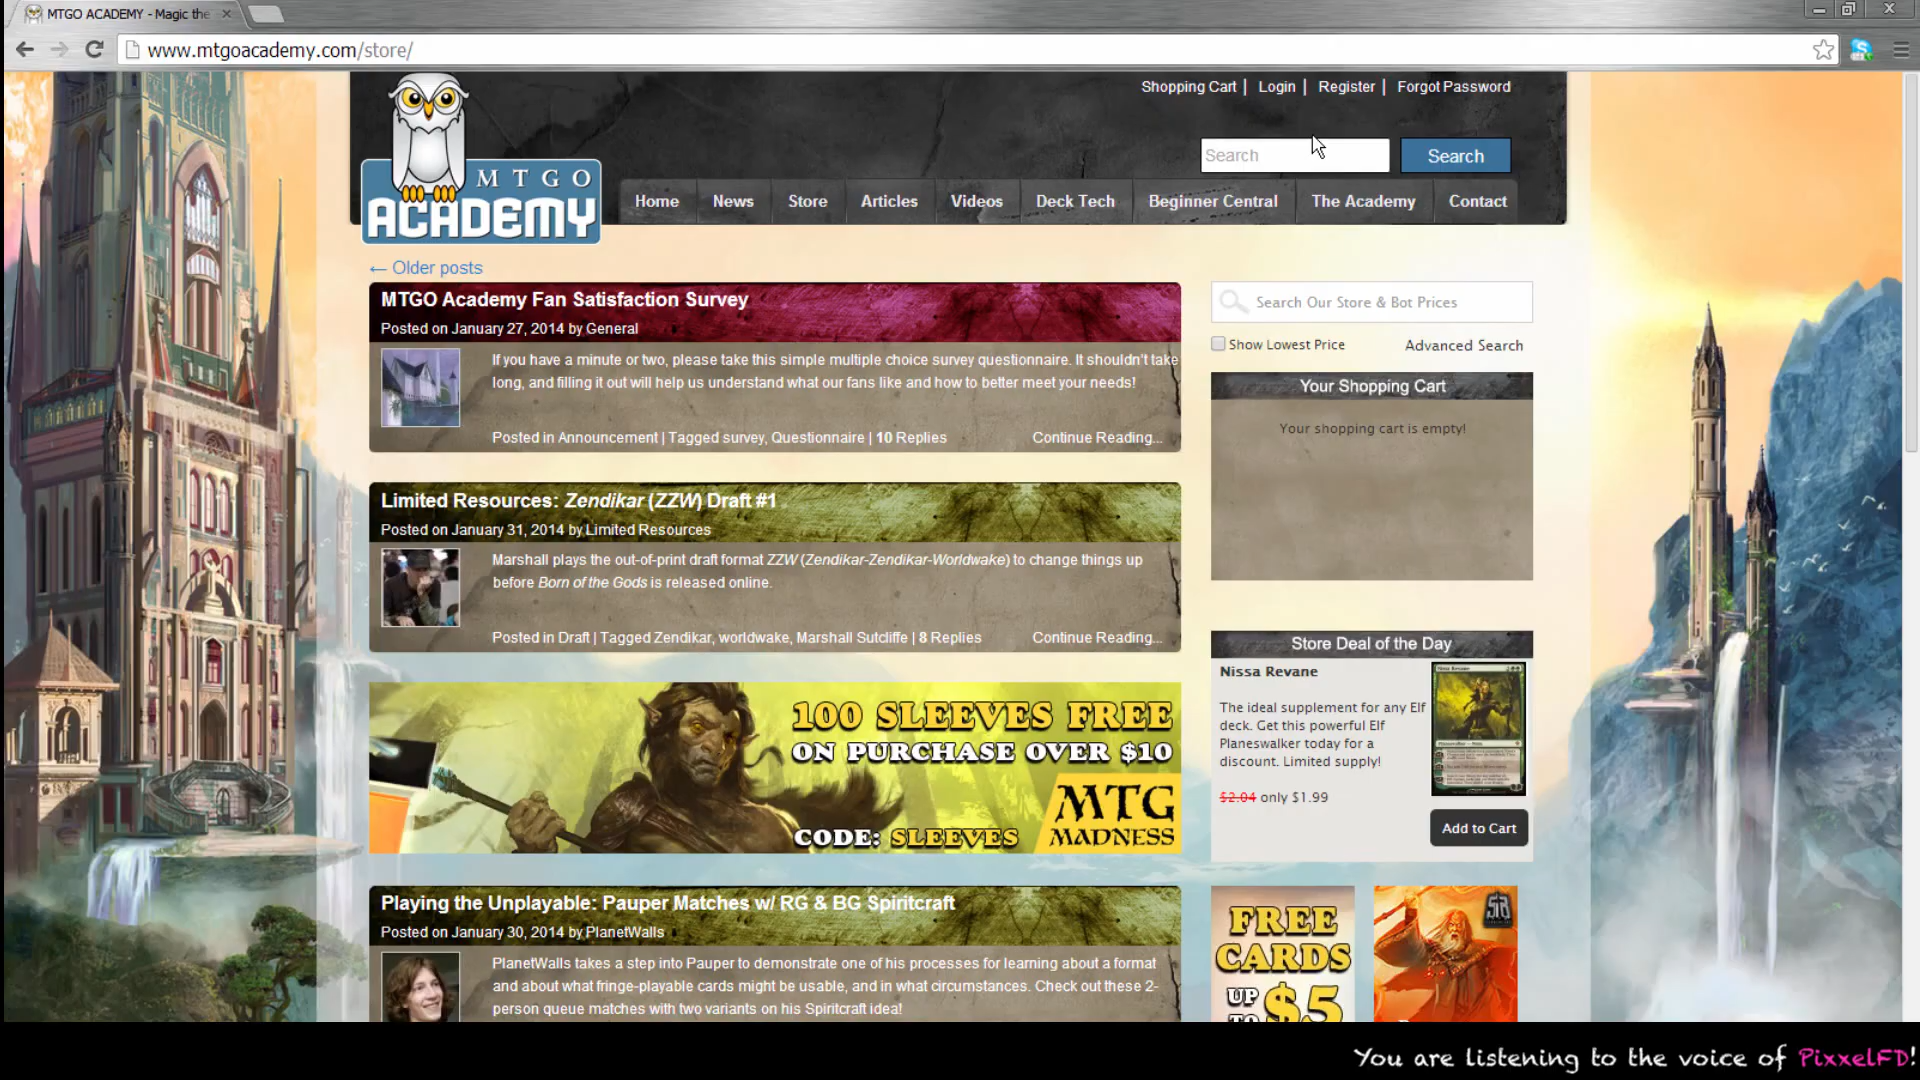 MTGO ACADEMY - Magic the
www.mtgoacademy.com/store/
Shopping Cart | Login | Register | Forgot Password
Search
Search
MTGO
ACADEMY
Home
News
Store
Articles
Videos
Deck Tech
Beginner Central
The Academy
Contact
← Older posts
MTGO Academy Fan Satisfaction Survey
Posted on January 27, 2014 by General
If you have a minute or two, please take this simple multiple choice survey questionnaire. It shouldn't take
long, and filling it out will help us understand what our fans like and how to better meet your needs!
Posted in Announcement | Tagged survey, Questionnaire | 10 Replies
Continue Reading...
Limited Resources: Zendikar (ZZW) Draft #1
Posted on January 31, 2014 by Limited Resources
Marshall plays the out-of-print draft format ZZW (Zendikar-Zendikar-Worldwake) to change things up
before Born of the Gods is released online.
Posted in Draft | Tagged Zendikar, worldwake, Marshall Sutcliffe | 8 Replies
Continue Reading...
100 SLEEVES FREE
ON PURCHASE OVER $10
MTG
MADNESS
CODE: SLEEVES
Playing the Unplayable: Pauper Matches w/ RG & BG Spiritcraft
Posted on January 30, 2014 by PlanetWalls
PlanetWalls takes a step into Pauper to demonstrate one of his processes for learning about a format
and about what fringe-playable cards might be usable, and in what circumstances. Check out these 2-
person queue matches with two variants on his Spiritcraft idea!
Search Our Store & Bot Prices
Show Lowest Price
Advanced Search
Your Shopping Cart
Your shopping cart is empty!
Store Deal of the Day
Nissa Revane
The ideal supplement for any Elf
deck. Get this powerful Elf
Planeswalker today for a
discount. Limited supply!
$2.04 only $1.99
Add to Cart
FREE
CARDS
UP
TO $5
You are listening to the voice of PixxelFD!